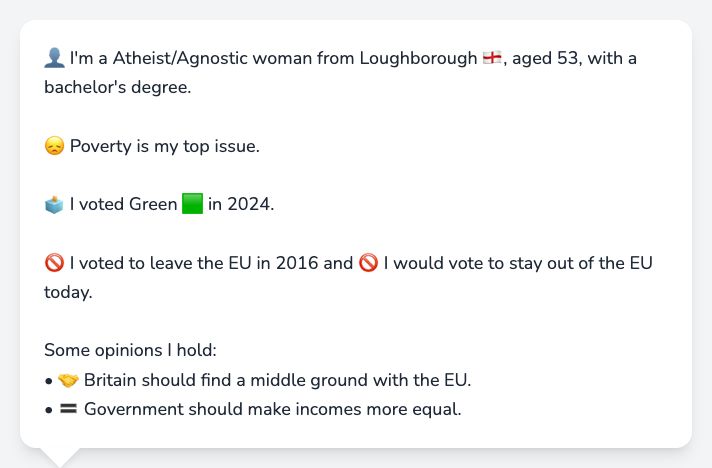 👤 I'm a Atheist/Agnostic woman from Loughborough 🏴󠁧󠁢󠁥󠁮󠁧󠁿, aged 53, with a
bachelor's degree.
😞 Poverty is my top issue.
🗳️ I voted Green 🟩 in 2024.
🚫 I voted to leave the EU in 2016 and 🚫 I would vote to stay out of the EU
today.
Some opinions I hold:
• 🤝 Britain should find a middle ground with the EU.
• 🟰 Government should make incomes more equal.